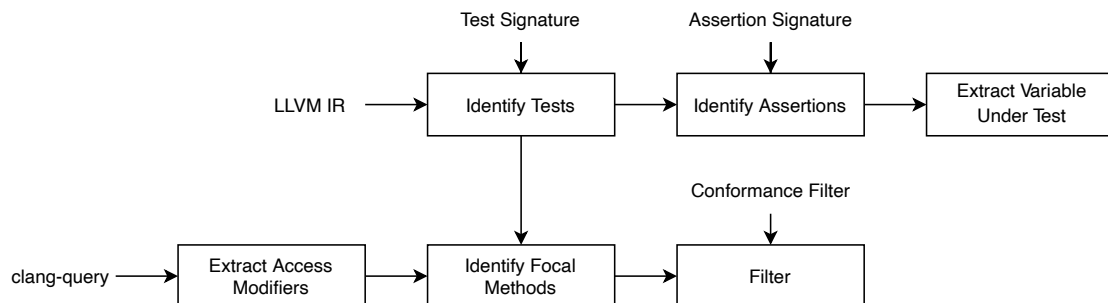 Test Signature
Assertion Signature
LLVM IR
Identify Tests
Identify Assertions
Extract Variable
Under Test
Conformance Filter
clang-query
Extract Access
Modifiers
Identify Focal
Methods
Filter